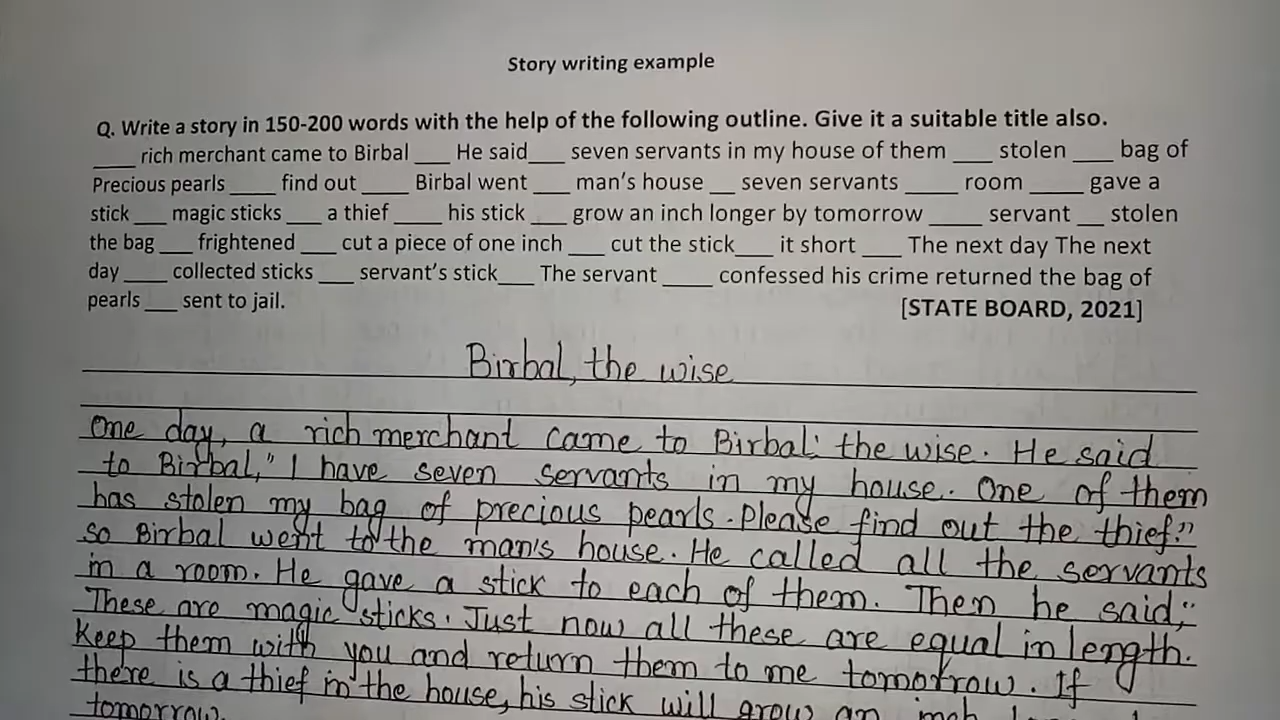 Story writing example
Q. Write a story in 150-200 words with the help of the following outline. Give it a suitable title also.
____ rich merchant came to Birbal ___ He said___ seven servants in my house of them ___ stolen ___ bag of
Precious pearls ____ find out ____ Birbal went ___ man's house __ seven servants ____ room ____ gave a
stick ___ magic sticks ___ a thief ___ his stick ___ grow an inch longer by tomorrow ____ servant __ stolen
the bag ___ frightened ___ cut a piece of one inch ___ cut the stick___ it short ___ The next day The next
day ___ collected sticks ___ servant's stick___ The servant ____ confessed his crime returned the bag of
pearls ___ sent to jail. [STATE BOARD, 2021]
Birbal, the wise
One day, a rich merchant came to Birbal: the wise. He said
to Birbal," I have seven servants in my house. One of them
has stolen my bag of precious pearls. Please find out the thief."
so Birbal went to the man's house. He called all the servants
in a room. He gave a stick to each of them. Then he said,"
These are magic sticks. Just now all these are equal in length.
Keep them with you and return them to me tomorrow. If
there is a thief in the house, his stick will grow an inch
tomorrow.